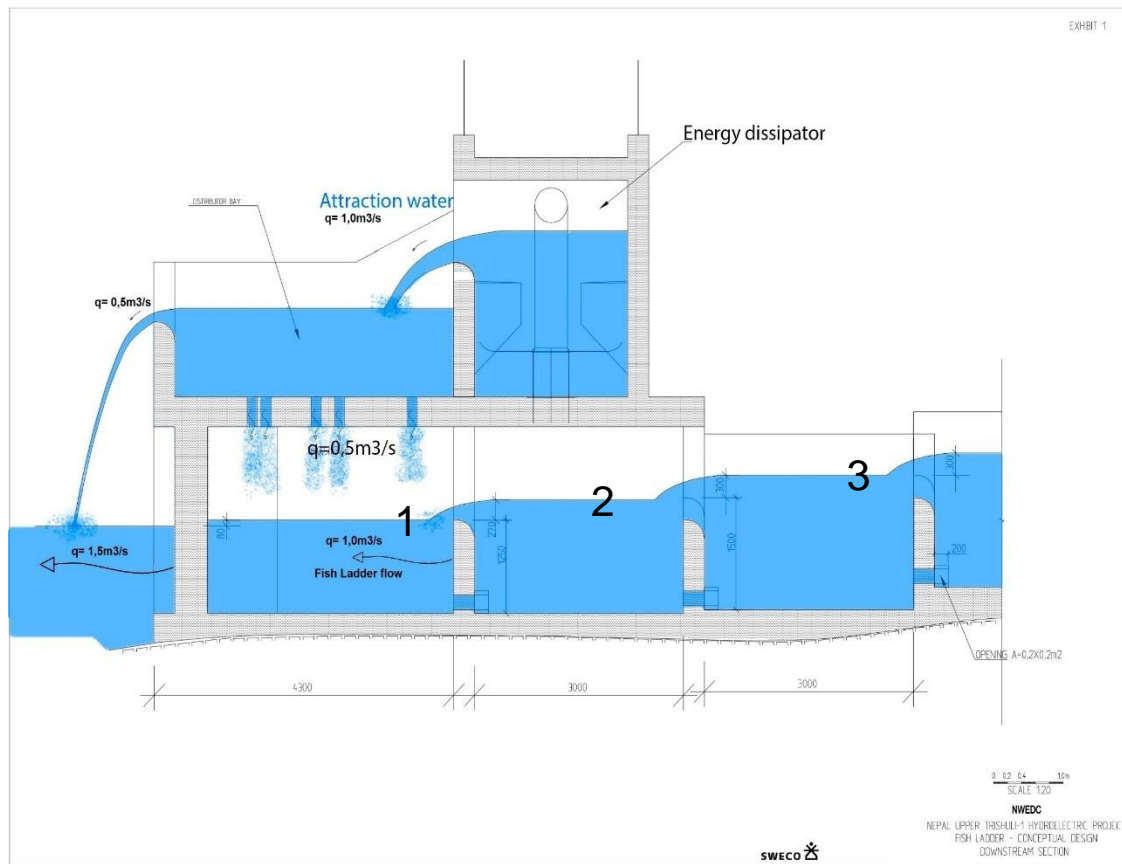 EXHIBIT 1
Energy dissipator
DISTRIBUTOR BAY
Attraction water
q= 1,0m3/s
q= 0,5m3/s
q=0,5m3/s
1
2
3
300
300
80
270
1250
1500
200
q= 1,5m3/s
q= 1,0m3/s
Fish Ladder flow
OPENING A=0,2X0,2m2
4300
3000
3000
0 0,2 0,4 1,0m
SCALE 1:20
NWEDC
NEPAL UPPER TRISHULI-1 HYDROELECTRIC PROJEC
FISH LADDER - CONCEPTUAL DESIGN
DOWNSTREAM SECTION
SWECO